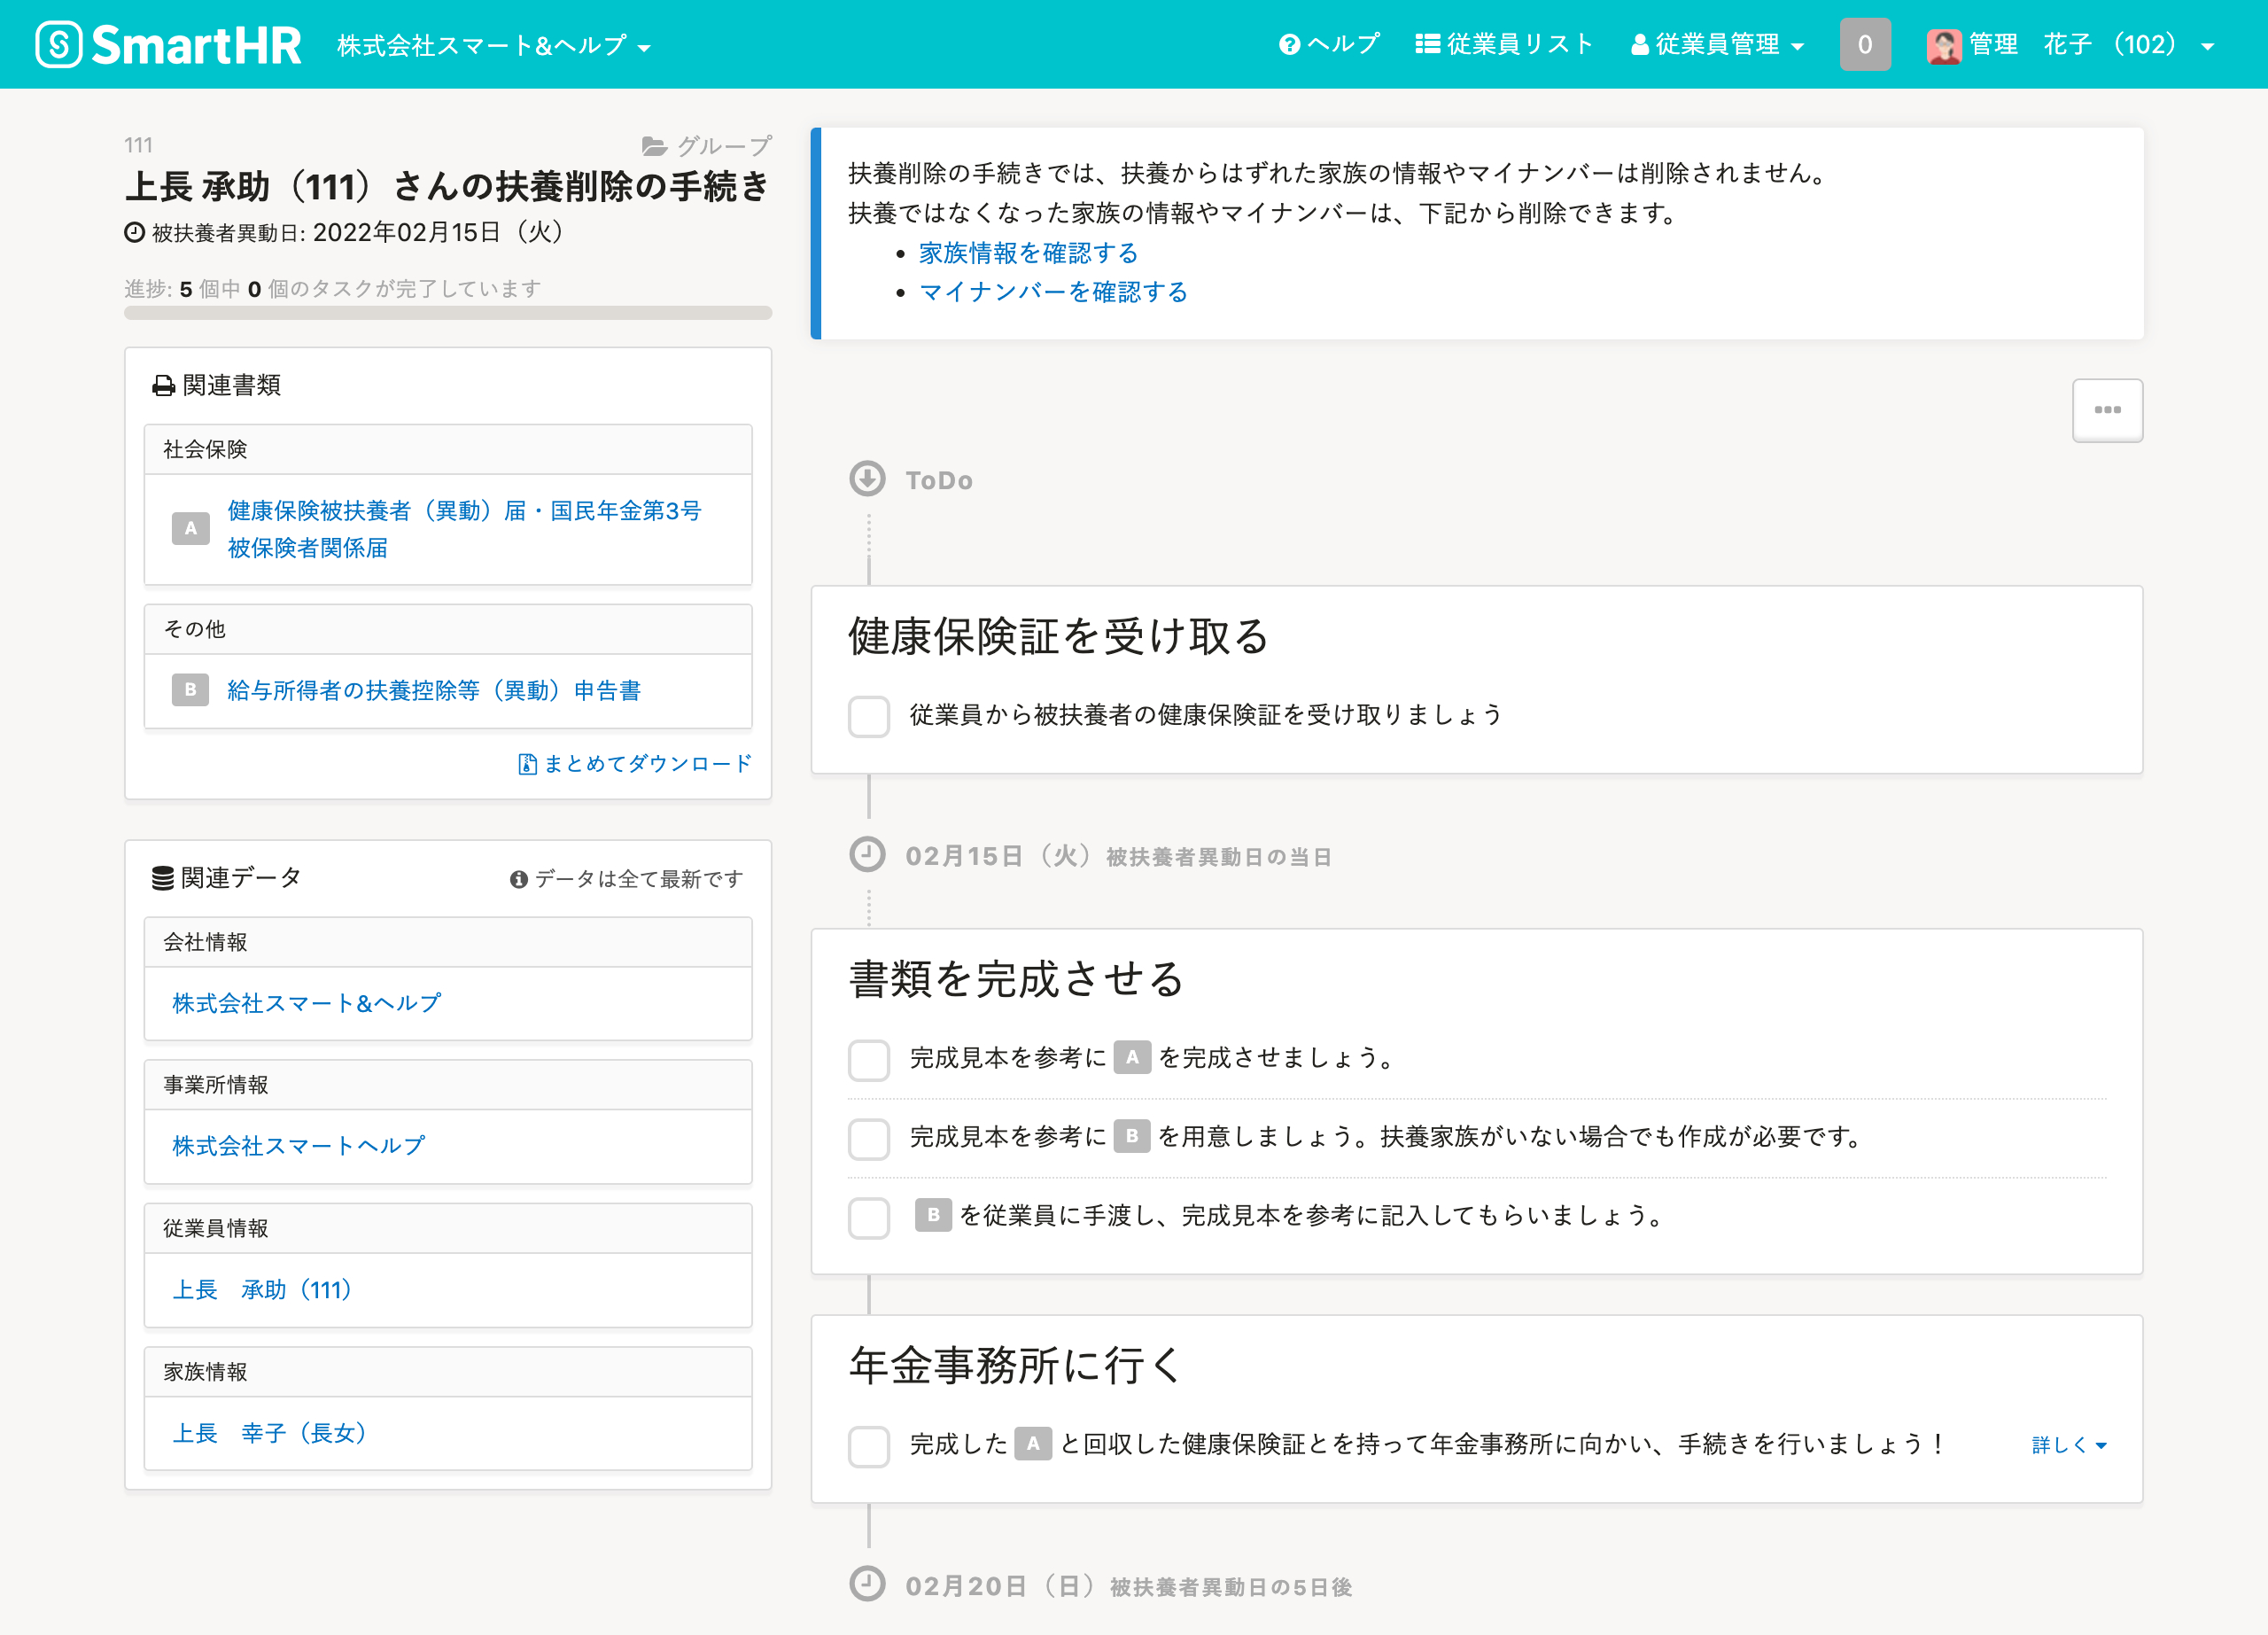 SmartHR 株式会社スマート&ヘルプ ヘルプ 従業員リスト 従業員管理 0 管理 花子 (102)
111 グループ
上長 承助（111）さんの扶養削除の手続き
被扶養者異動日: 2022年02月15日（火）
進捗: 5 個中 0 個のタスクが完了しています
関連書類
社会保険
A 健康保険被扶養者（異動）届・国民年金第3号
被保険者関係届
その他
B 給与所得者の扶養控除等（異動）申告書
まとめてダウンロード
関連データ データは全て最新です
会社情報
株式会社スマート&ヘルプ
事業所情報
株式会社スマートヘルプ
従業員情報
上長 承助（111）
家族情報
上長 幸子（長女）
扶養削除の手続きでは、扶養からはずれた家族の情報やマイナンバーは削除されません。
扶養ではなくなった家族の情報やマイナンバーは、下記から削除できます。
• 家族情報を確認する
• マイナンバーを確認する
ToDo
健康保険証を受け取る
従業員から被扶養者の健康保険証を受け取りましょう
02月15日（火）被扶養者異動日の当日
書類を完成させる
完成見本を参考に A を完成させましょう。
完成見本を参考に B を用意しましょう。扶養家族がいない場合でも作成が必要です。
B を従業員に手渡し、完成見本を参考に記入してもらいましょう。
年金事務所に行く
完成した A と回収した健康保険証とを持って年金事務所に向かい、手続きを行いましょう！ 詳しく
02月20日（日）被扶養者異動日の5日後